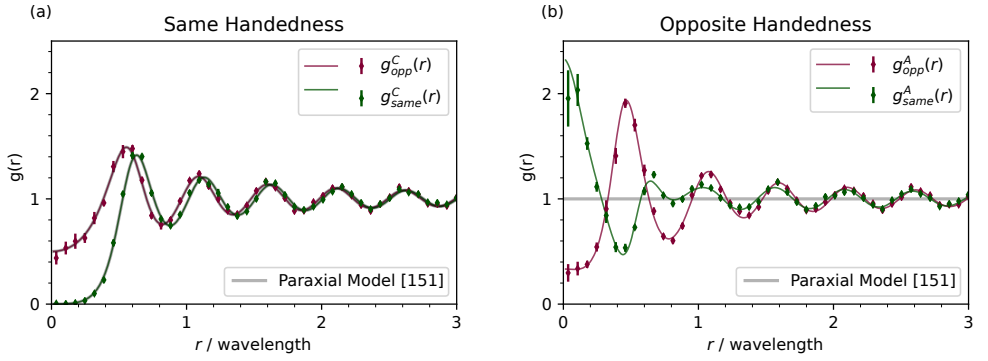 (a)
Same Handedness
g^C_opp(r)
g^C_same(r)
g(r)
2
1
0
Paraxial Model [151]
0
1
2
3
r / wavelength
(b)
Opposite Handedness
g^A_opp(r)
g^A_same(r)
g(r)
2
1
0
Paraxial Model [151]
0
1
2
3
r / wavelength